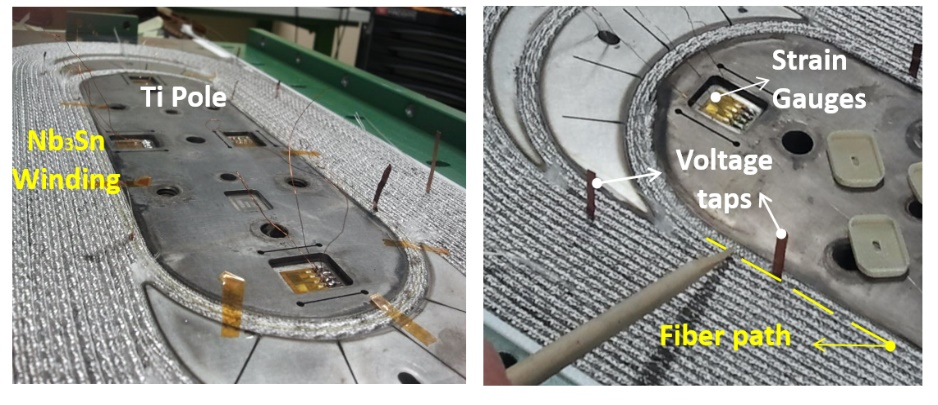 Ti Pole
Nb₃Sn
Winding
Strain
Gauges
Voltage
taps
Fiber path